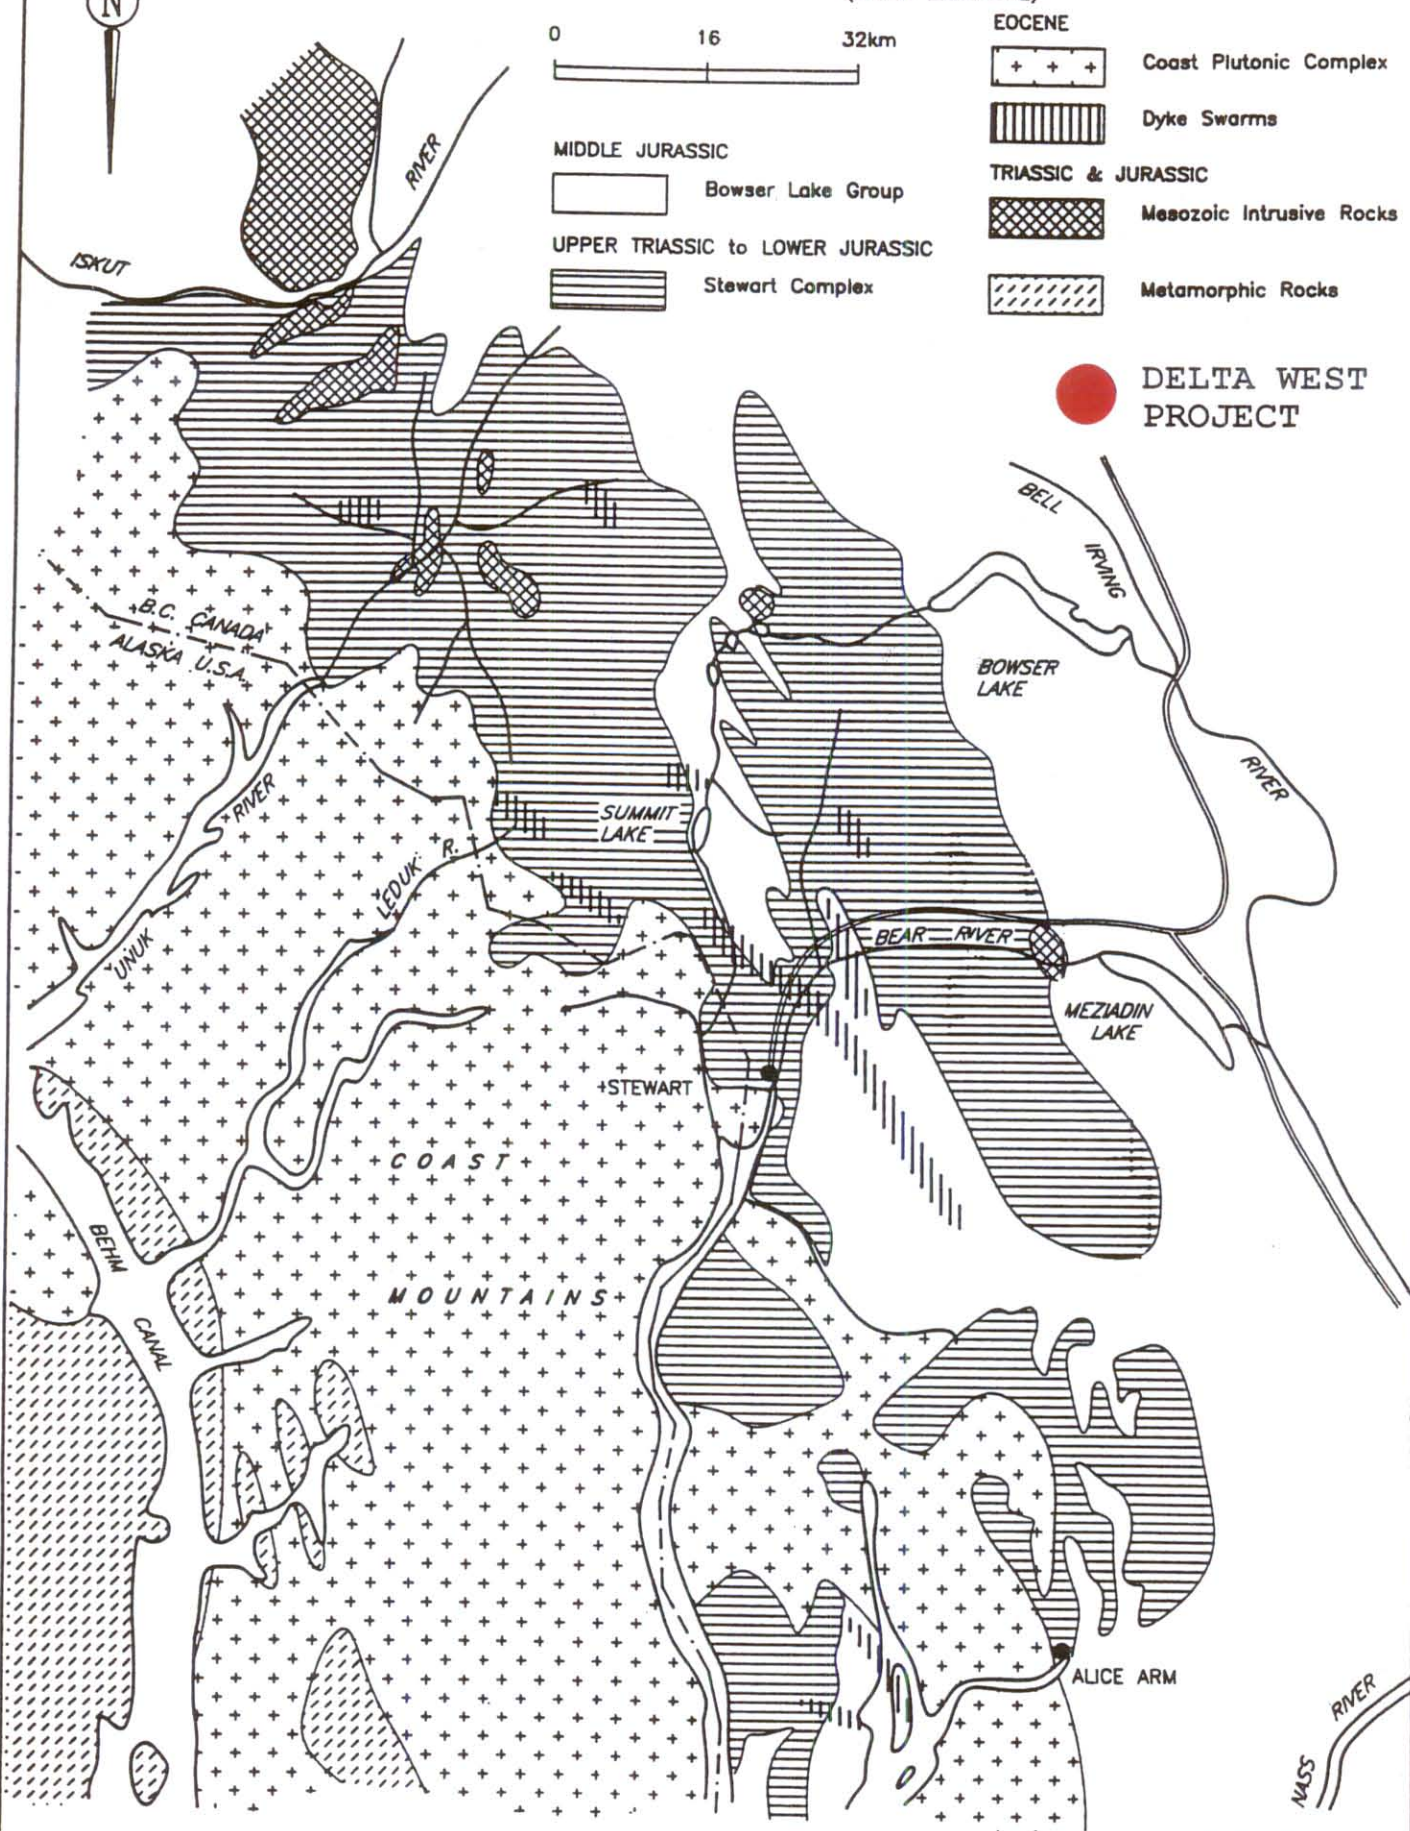 N
0 16 32km
EOCENE
Coast Plutonic Complex
Dyke Swarms
MIDDLE JURASSIC
Bowser Lake Group
TRIASSIC & JURASSIC
Mesozoic Intrusive Rocks
UPPER TRIASSIC to LOWER JURASSIC
Stewart Complex
Metamorphic Rocks
DELTA WEST
PROJECT
RIVER
ISKUT
BELL
IRVING
RIVER
B.C. CANADA
ALASKA U.S.A.
BOWSER
LAKE
SUMMIT
LAKE
UNUK
RIVER
LEDUK R.
BEAR RIVER
MEZIADIN
LAKE
STEWART
COAST
MOUNTAINS
BEHM
CANAL
ALICE ARM
NASS
RIVER